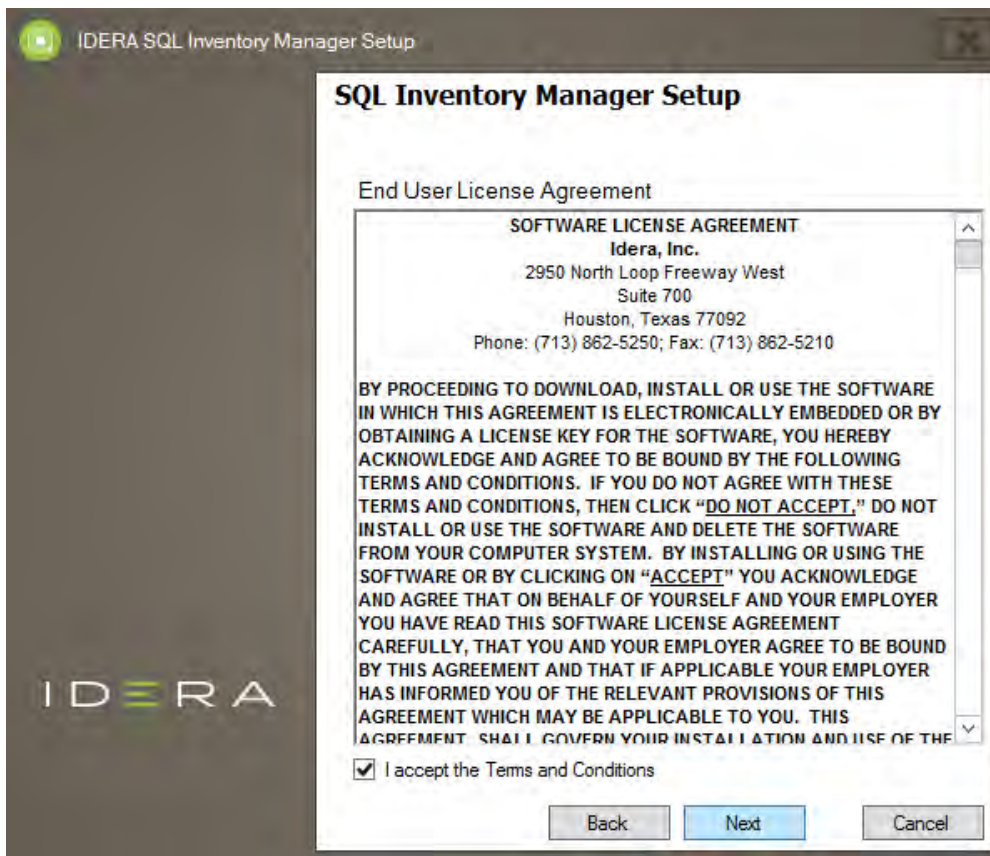 IDERA SQL Inventory Manager Setup
SQL Inventory Manager Setup
End User License Agreement
SOFTWARE LICENSE AGREEMENT
Idera, Inc.
2950 North Loop Freeway West
Suite 700
Houston, Texas 77092
Phone: (713) 862-5250; Fax: (713) 862-5210
BY PROCEEDING TO DOWNLOAD, INSTALL OR USE THE SOFTWARE
IN WHICH THIS AGREEMENT IS ELECTRONICALLY EMBEDDED OR BY
OBTAINING A LICENSE KEY FOR THE SOFTWARE, YOU HEREBY
ACKNOWLEDGE AND AGREE TO BE BOUND BY THE FOLLOWING
TERMS AND CONDITIONS. IF YOU DO NOT AGREE WITH THESE
TERMS AND CONDITIONS, THEN CLICK “DO NOT ACCEPT,” DO NOT
INSTALL OR USE THE SOFTWARE AND DELETE THE SOFTWARE
FROM YOUR COMPUTER SYSTEM. BY INSTALLING OR USING THE
SOFTWARE OR BY CLICKING ON “ACCEPT” YOU ACKNOWLEDGE
AND AGREE THAT ON BEHALF OF YOURSELF AND YOUR EMPLOYER
YOU HAVE READ THIS SOFTWARE LICENSE AGREEMENT
CAREFULLY, THAT YOU AND YOUR EMPLOYER AGREE TO BE BOUND
BY THIS AGREEMENT AND THAT IF APPLICABLE YOUR EMPLOYER
HAS INFORMED YOU OF THE RELEVANT PROVISIONS OF THIS
AGREEMENT WHICH MAY BE APPLICABLE TO YOU. THIS
AGREEMENT SHALL GOVERN YOUR INSTALLATION AND USE OF THE
IDERA
I accept the Terms and Conditions
Back
Next
Cancel